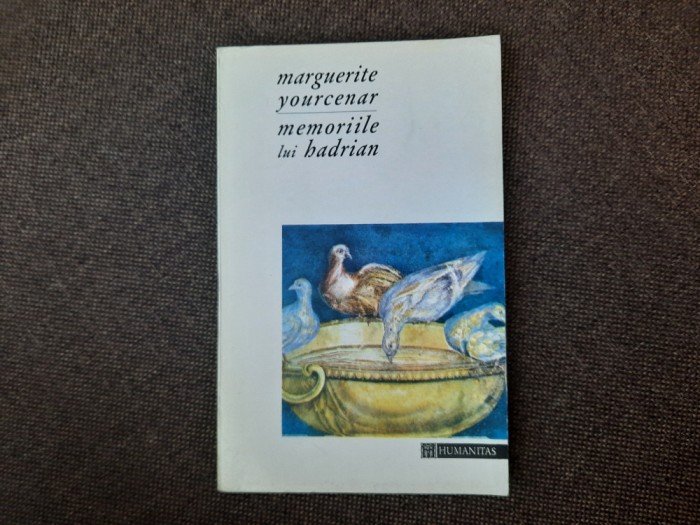 marguerite
yourcenar
memoriile
lui hadrian
HUMANITAS